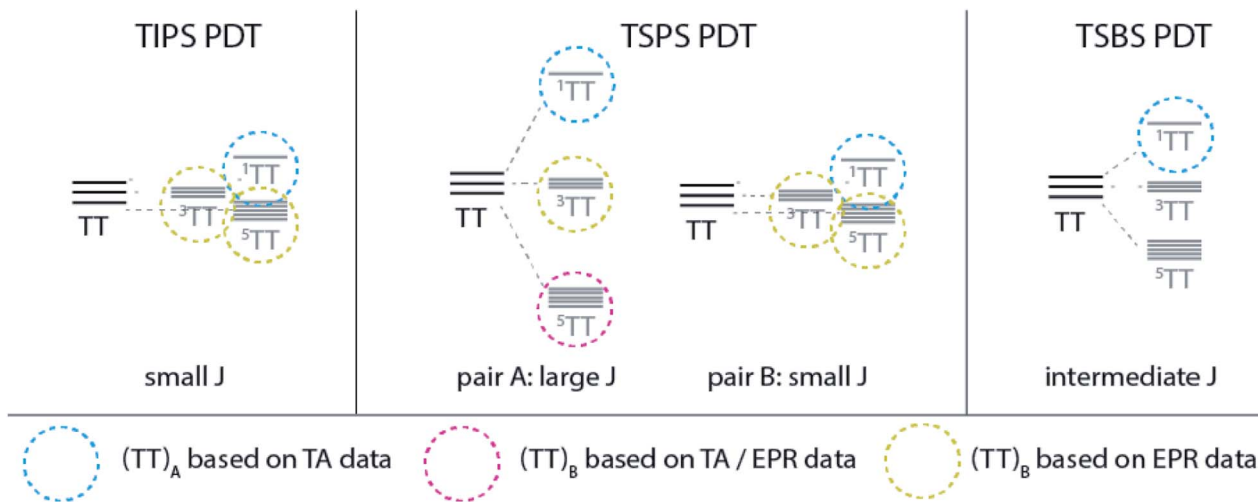 TIPS PDT
TSPS PDT
TSBS PDT
TT
³TT
¹TT
⁵TT
small J
TT
¹TT
³TT
⁵TT
pair A: large J
TT
³TT
¹TT
⁵TT
pair B: small J
TT
¹TT
³TT
⁵TT
intermediate J
(TT)A based on TA data
(TT)B based on TA / EPR data
(TT)B based on EPR data